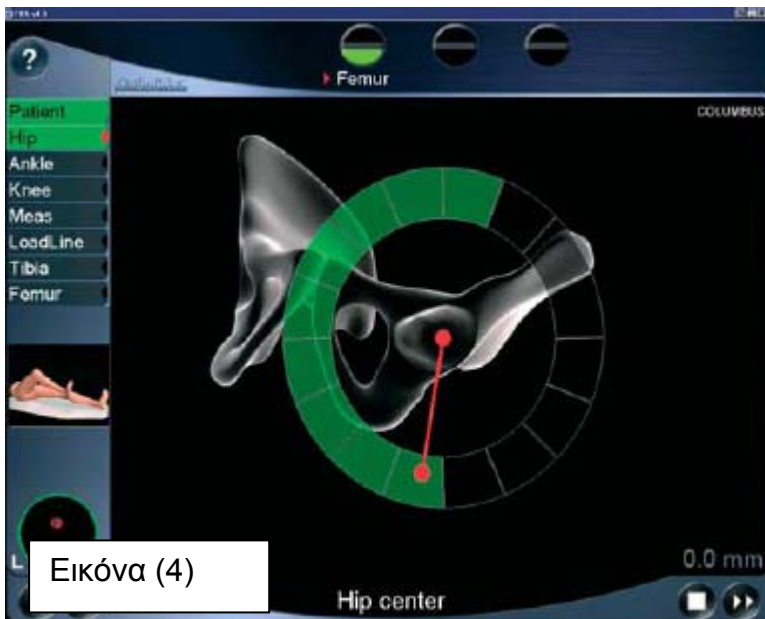 ?
Femur
COLUMBUS
Patient
Hip
Ankle
Knee
Meas
LoadLine
Tibia
Femur
L
Εικόνα (4)
0.0 mm
Hip center